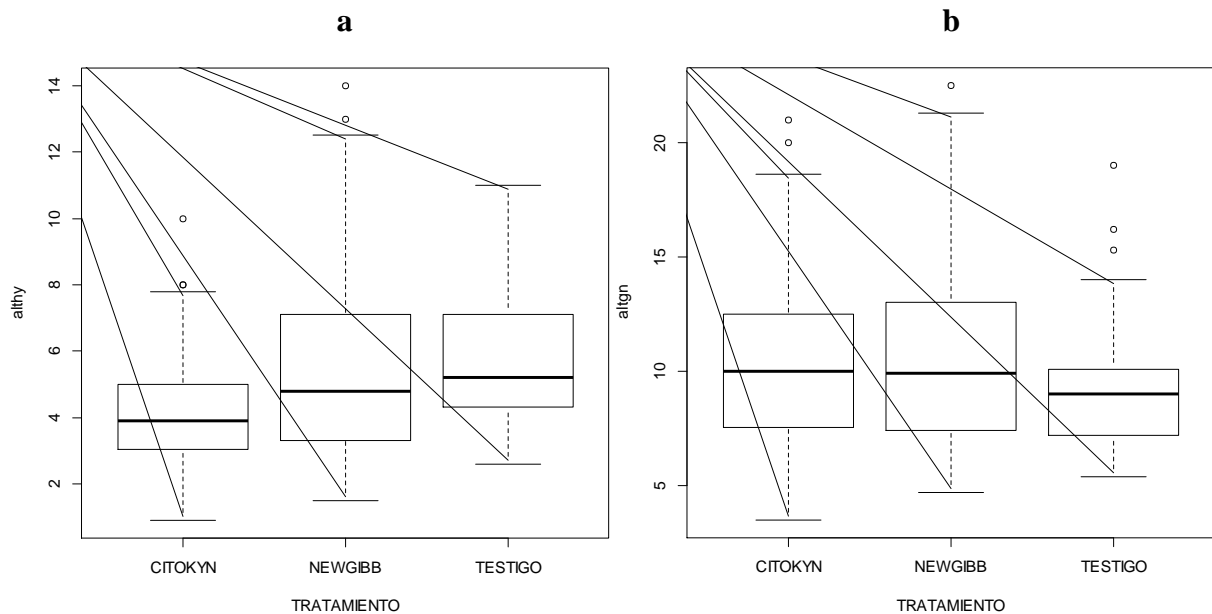 a
althy
14
12
10
8
6
4
2
CITOKYN NEWGIBB TESTIGO
TRATAMIENTO
b
altgn
20
15
10
5
CITOKYN NEWGIBB TESTIGO
TRATAMIENTO